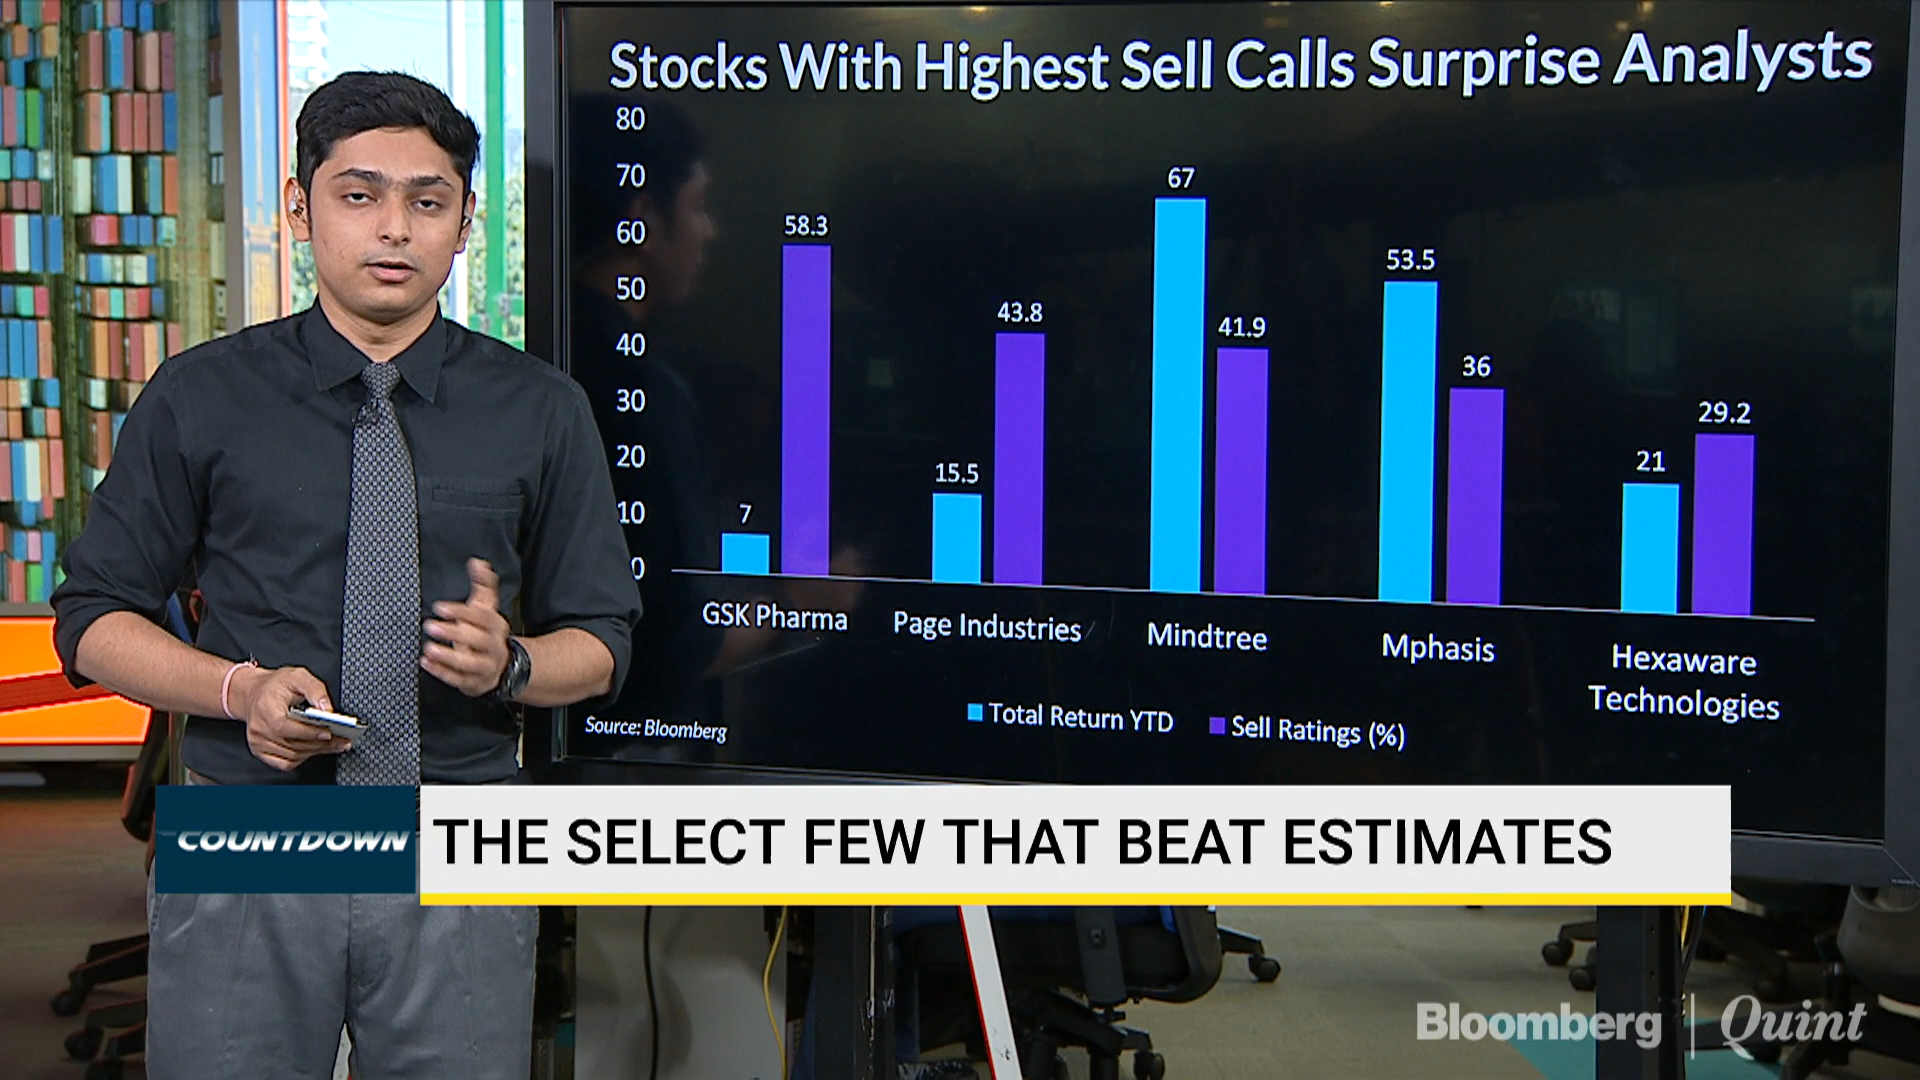 Stocks With Highest Sell Calls Surprise Analysts
80
70
60
50
40
30
20
10
0
7
58.3
15.5
43.8
67
41.9
53.5
36
21
29.2
GSK Pharma
Page Industries
Mindtree
Mphasis
Hexaware
Technologies
Total Return YTD
Sell Ratings (%)
Source: Bloomberg
COUNTDOWN
THE SELECT FEW THAT BEAT ESTIMATES
Bloomberg | Quint